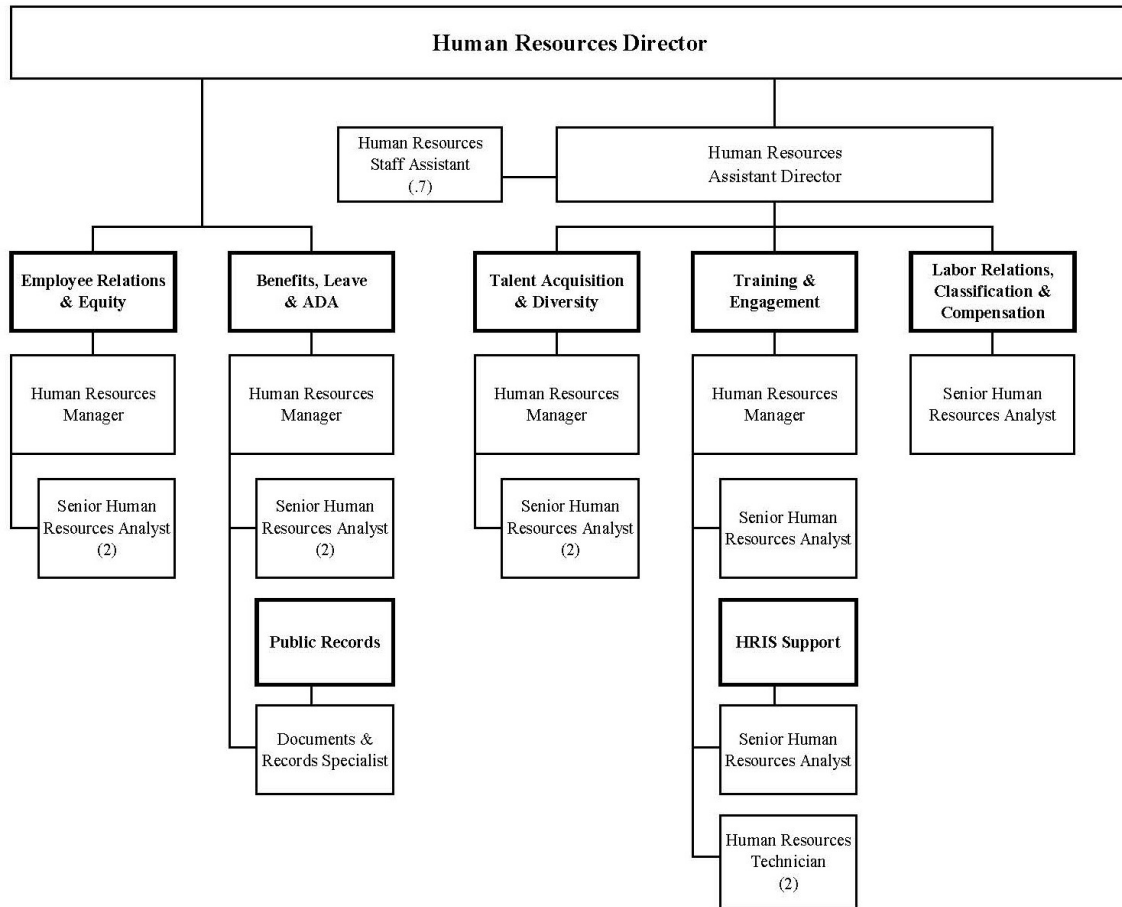 Human Resources Director
Human Resources
Staff Assistant
(.7)
Human Resources
Assistant Director
Employee Relations
& Equity
Benefits, Leave
& ADA
Talent Acquisition
& Diversity
Training &
Engagement
Labor Relations,
Classification &
Compensation
Human Resources
Manager
Human Resources
Manager
Human Resources
Manager
Human Resources
Manager
Senior Human
Resources Analyst
Senior Human
Resources Analyst
(2)
Senior Human
Resources Analyst
(2)
Senior Human
Resources Analyst
(2)
Senior Human
Resources Analyst
Public Records
HRIS Support
Documents &
Records Specialist
Senior Human
Resources Analyst
Human Resources
Technician
(2)